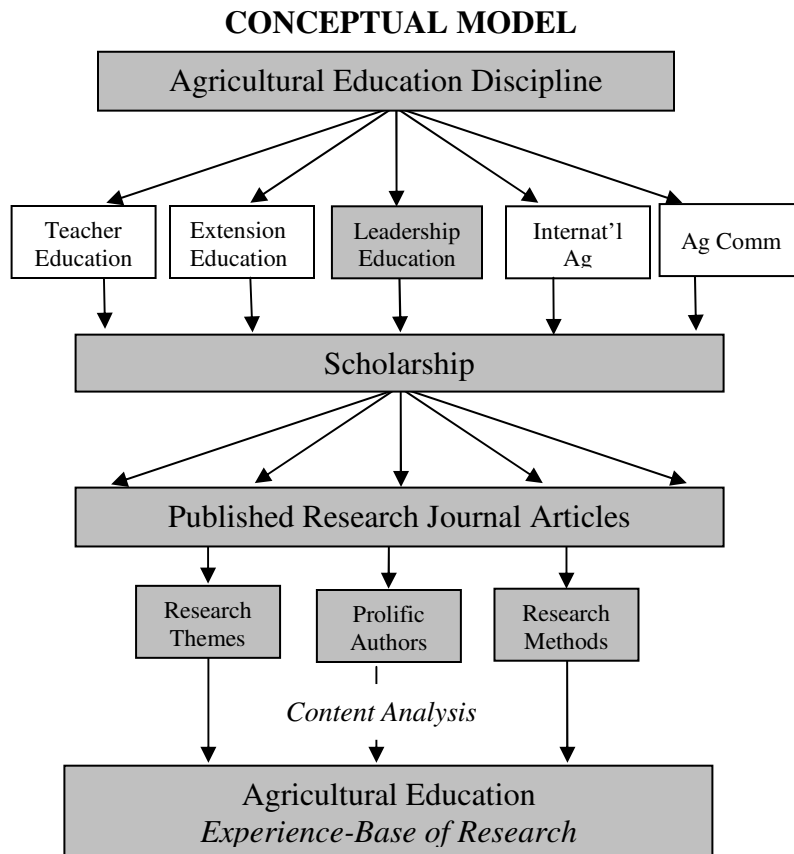 CONCEPTUAL MODEL
Agricultural Education Discipline
Teacher
Education
Extension
Education
Leadership
Education
Internat'l
Ag
Ag Comm
Scholarship
Published Research Journal Articles
Research
Themes
Prolific
Authors
Research
Methods
Content Analysis
Agricultural Education
Experience-Base of Research